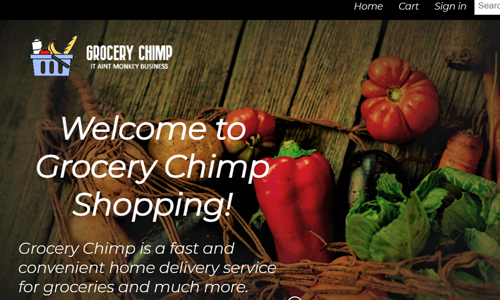 Home Cart Sign in Searc
GROCERY CHIMP
IT AINT MONKEY BUSINESS
Welcome to
Grocery Chimp
Shopping!
Grocery Chimp is a fast and
convenient home delivery service
for groceries and much more.